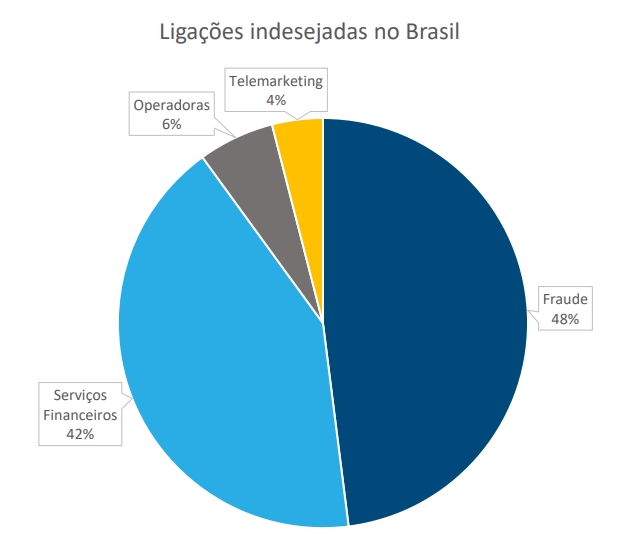 Ligações indesejadas no Brasil
Telemarketing
4%
Operadoras
6%
Fraude
48%
Serviços
Financeiros
42%